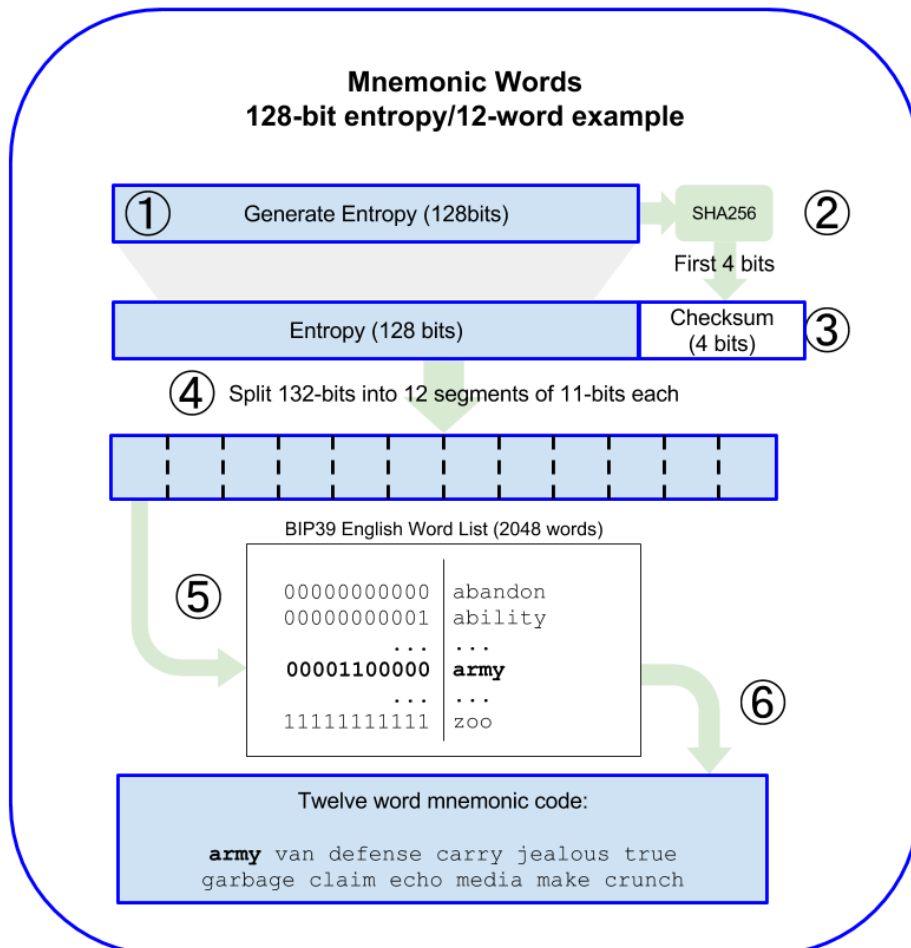 Mnemonic Words
128-bit entropy/12-word example
① Generate Entropy (128bits)
SHA256
②
First 4 bits
Entropy (128 bits)
Checksum
(4 bits)
③
④ Split 132-bits into 12 segments of 11-bits each
BIP39 English Word List (2048 words)
⑤
00000000000 abandon
00000000001 ability
... ...
00001100000 army
... ...
11111111111 zoo
⑥
Twelve word mnemonic code:
army van defense carry jealous true
garbage claim echo media make crunch